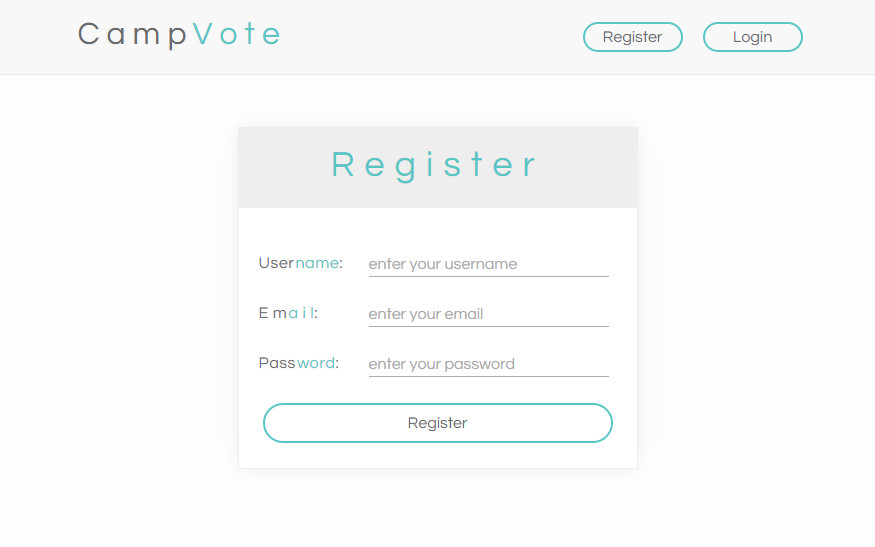 CampVote
Register Login
Register
Username: enter your username
Email: enter your email
Password: enter your password
Register